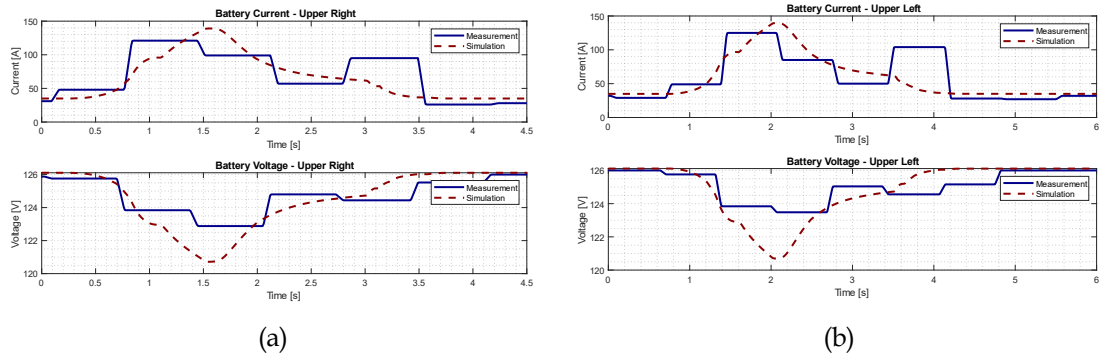 Battery Current - Upper Right
150
100
50
0
Current [A]
Measurement
Simulation
0 0.5 1 1.5 2 2.5 3 3.5 4 4.5
Time [s]
Battery Voltage - Upper Right
126
124
122
120
Voltage [V]
Measurement
Simulation
0 0.5 1 1.5 2 2.5 3 3.5 4 4.5
Time [s]
(a)
Battery Current - Upper Left
150
100
50
0
Current [A]
Measurement
Simulation
0 1 2 3 4 5 6
Time [s]
Battery Voltage - Upper Left
126
124
122
120
Voltage [V]
Measurement
Simulation
0 1 2 3 4 5 6
Time [s]
(b)